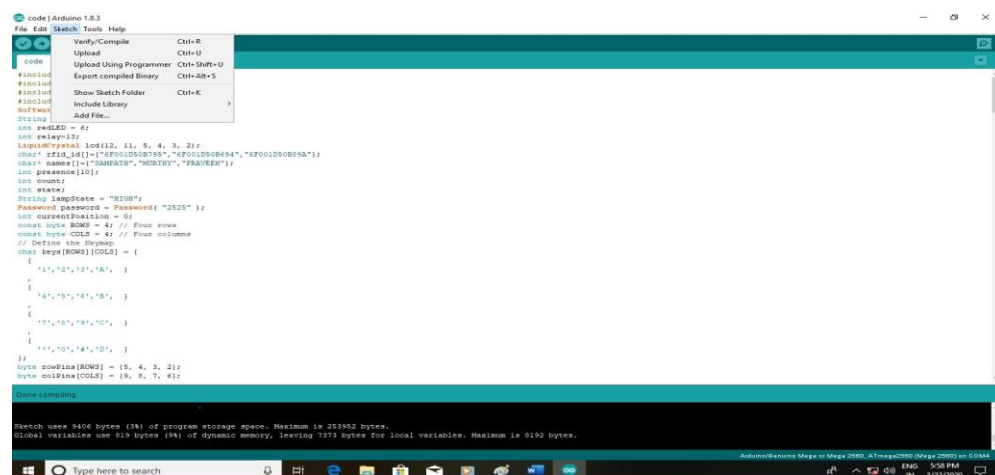 code | Arduino 1.8.3
File Edit Sketch Tools Help
Verify/Compile Ctrl+R
Upload Ctrl+U
Upload Using Programmer Ctrl+Shift+U
Export compiled Binary Ctrl+Alt+S
Show Sketch Folder Ctrl+K
Include Library
Add File...
code
#includ
#includ
#includ
#includ
Softwar
String
int redLED = 6;
int relay=13;
LiquidCrystal lcd(12, 11, 5, 4, 3, 2);
char* rfid_id[]={"6F001D50B795","6F001D50B694","6F001D50B89A"};
char* names[]={"SAMPATH","MURTHY","PRAVEEN"};
int presence[10];
int count;
int state;
String lampState = "HIGH";
Password password = Password( "2525" );
int currentPosition = 0;
const byte ROWS = 4; // Four rows
const byte COLS = 4; // Four columns
// Define the Keymap
char keys[ROWS][COLS] = {
{
'1','2','3','A', }
,
{
'4','5','6','B', }
,
{
'7','8','9','C', }
,
{
'*','0','#','D', }
};
byte rowPins[ROWS] = {5, 4, 3, 2};
byte colPins[COLS] = {9, 8, 7, 6};
Done compiling.
Sketch uses 9406 bytes (3%) of program storage space. Maximum is 253952 bytes.
Global variables use 819 bytes (9%) of dynamic memory, leaving 7373 bytes for local variables. Maximum is 8192 bytes.
Arduino/Genuino Mega or Mega 2560, ATmega2560 (Mega 2560) on COM4
Type here to search
ENG 5:58 PM
IN